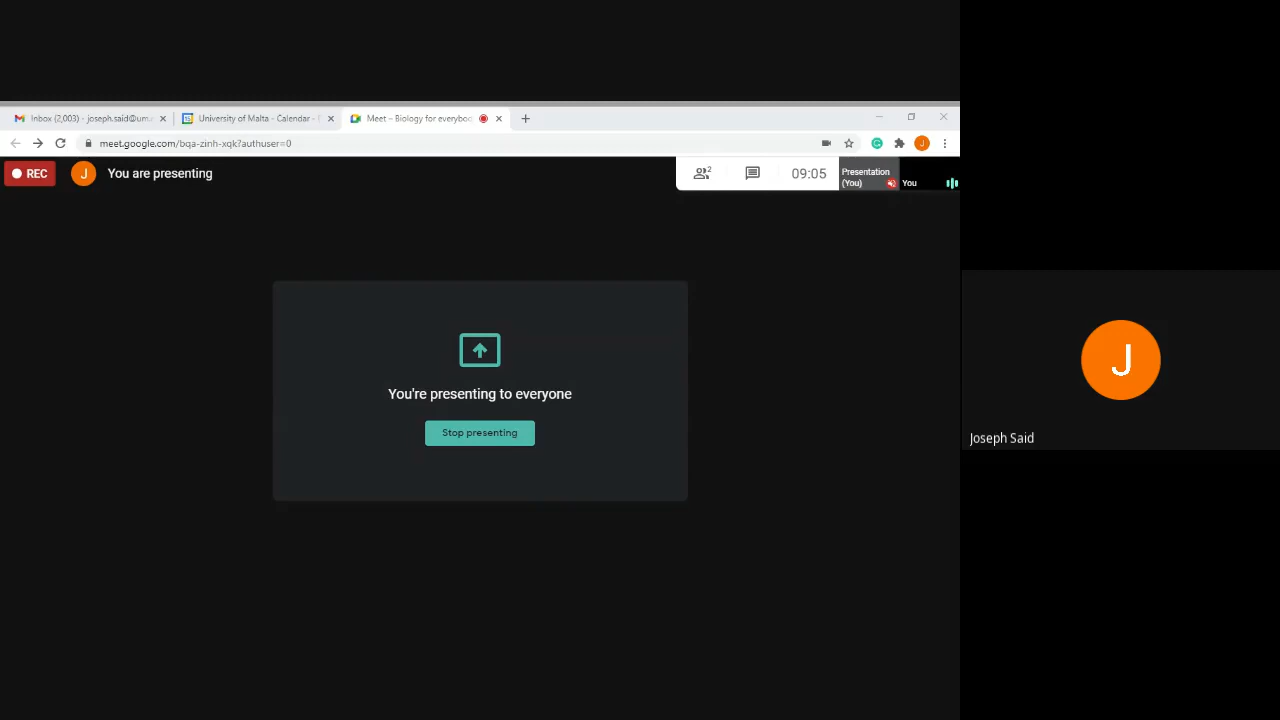 Inbox (2,003) - joseph.said@um.
University of Malta - Calendar -
Meet – Biology for everybod
meet.google.com/bqa-zinh-xqk?authuser=0
J
REC
J
You are presenting
2
09:05
Presentation
(You)
You
You're presenting to everyone
Stop presenting
J
Joseph Said